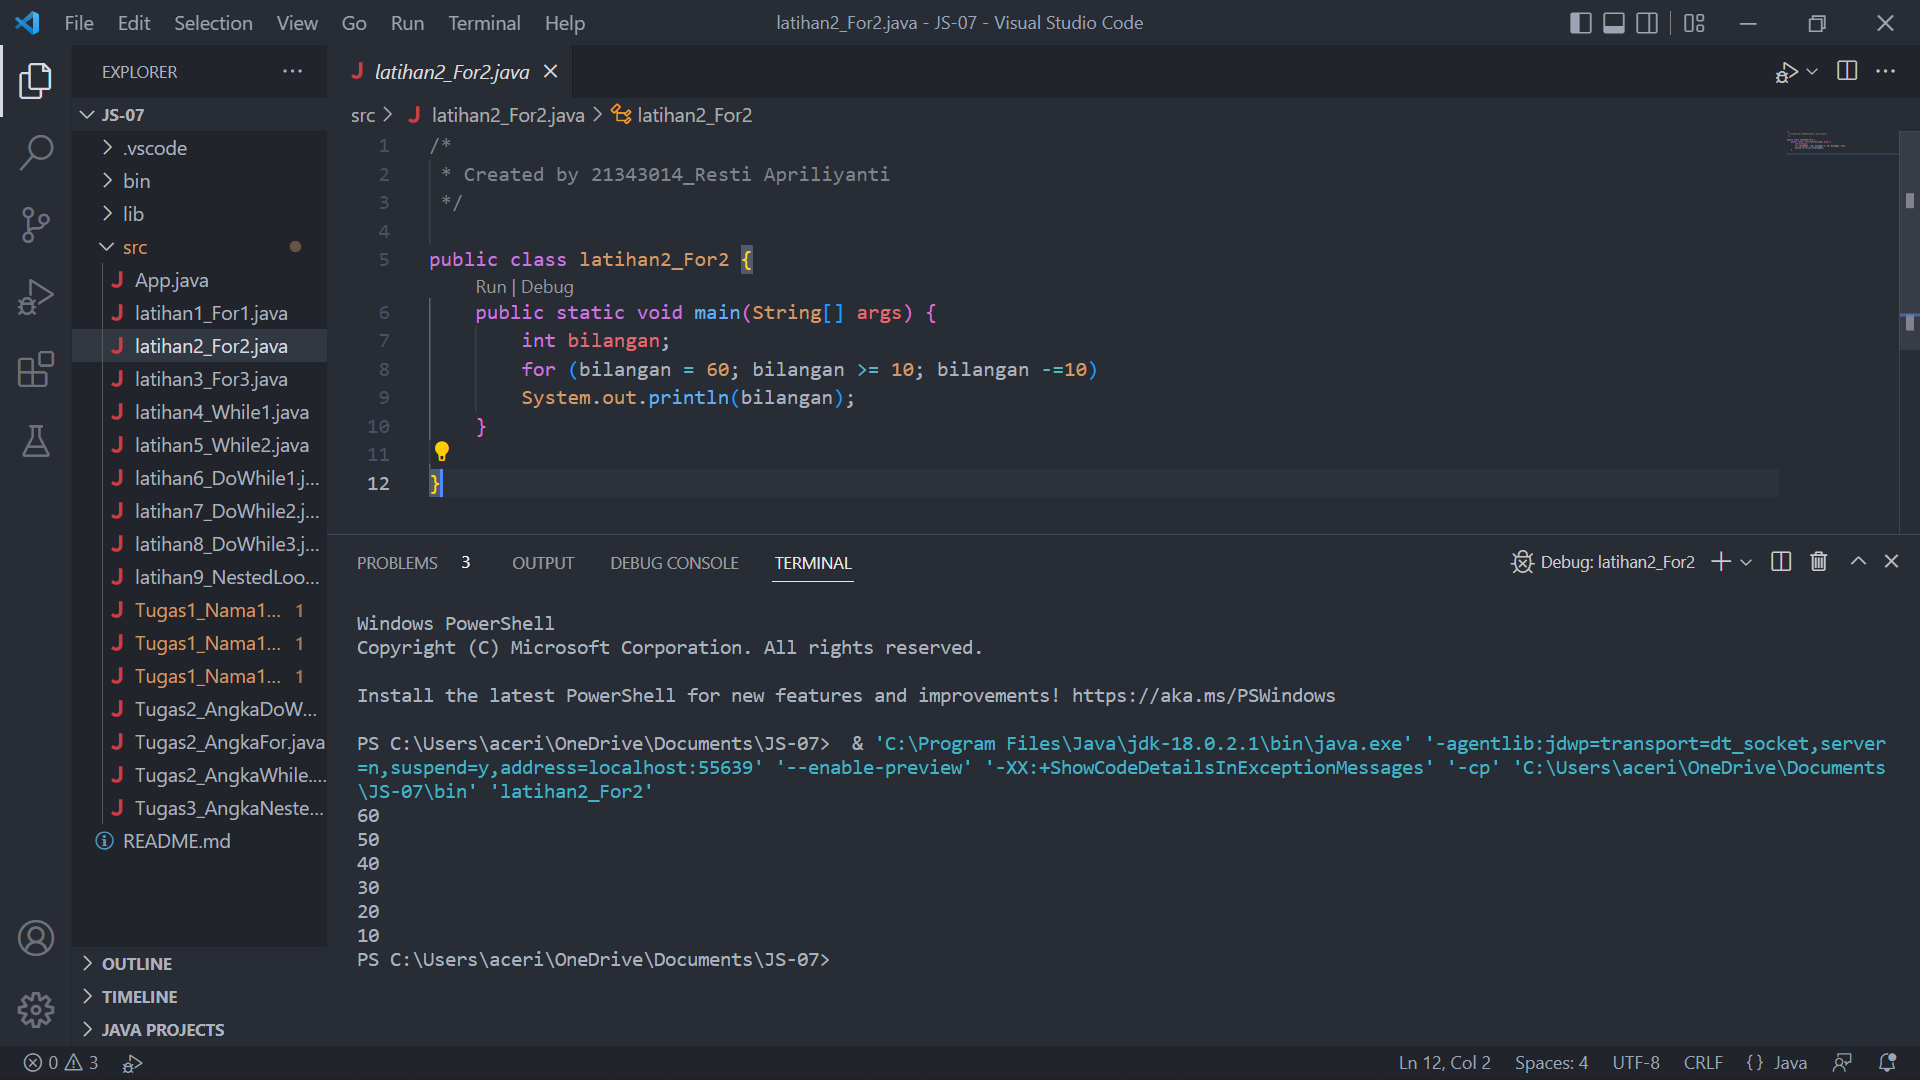 File Edit Selection View Go Run Terminal Help
latihan2_For2.java - JS-07 - Visual Studio Code
EXPLORER
JS-07
.vscode
bin
lib
src
App.java
latihan1_For1.java
latihan2_For2.java
latihan3_For3.java
latihan4_While1.java
latihan5_While2.java
latihan6_DoWhile1.j...
latihan7_DoWhile2.j...
latihan8_DoWhile3.j...
latihan9_NestedLoo...
Tugas1_Nama1... 1
Tugas1_Nama1... 1
Tugas1_Nama1... 1
Tugas2_AngkaDoW...
Tugas2_AngkaFor.java
Tugas2_AngkaWhile....
Tugas3_AngkaNeste...
README.md
OUTLINE
TIMELINE
JAVA PROJECTS
latihan2_For2.java
src > latihan2_For2.java > latihan2_For2
1 /*
2 * Created by 21343014_Resti Apriliyanti
3 */
4
5 public class latihan2_For2 {
Run | Debug
6 public static void main(String[] args) {
7 int bilangan;
8 for (bilangan = 60; bilangan >= 10; bilangan -=10)
9 System.out.println(bilangan);
10 }
11
12 }
PROBLEMS 3 OUTPUT DEBUG CONSOLE TERMINAL
Debug: latihan2_For2
Windows PowerShell
Copyright (C) Microsoft Corporation. All rights reserved.
Install the latest PowerShell for new features and improvements! https://aka.ms/PSWindows
PS C:\Users\aceri\OneDrive\Documents\JS-07>  & 'C:\Program Files\Java\jdk-18.0.2.1\bin\java.exe' '-agentlib:jdwp=transport=dt_socket,server
=n,suspend=y,address=localhost:55639' '--enable-preview' '-XX:+ShowCodeDetailsInExceptionMessages' '-cp' 'C:\Users\aceri\OneDrive\Documents
\JS-07\bin' 'latihan2_For2'
60
50
40
30
20
10
PS C:\Users\aceri\OneDrive\Documents\JS-07>
0 3
Ln 12, Col 2 Spaces: 4 UTF-8 CRLF {} Java